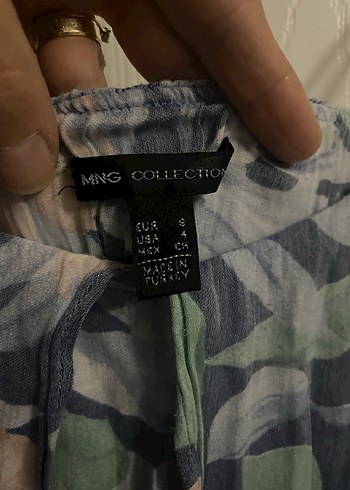 MNG COLLECTION
EUR S
USA 4
MEX CH
MADE IN
TURKEY